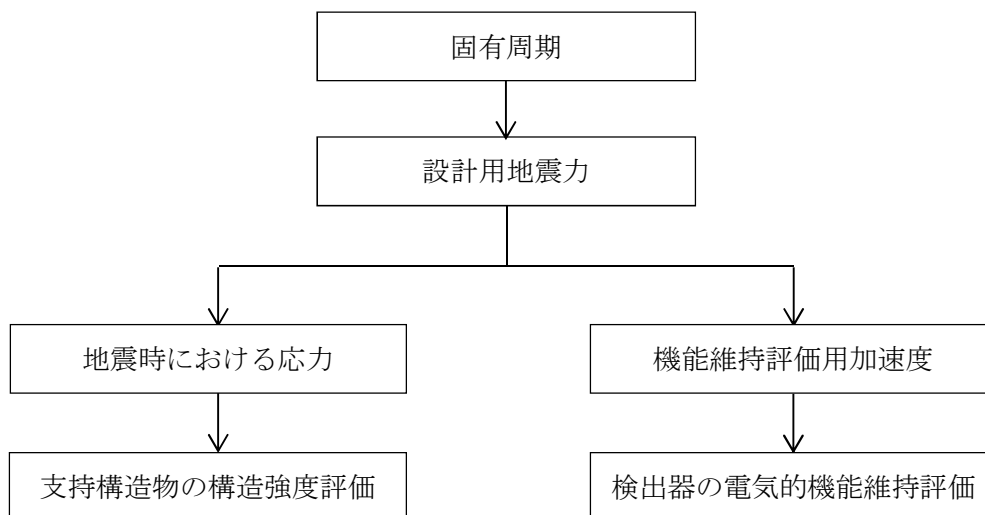 固有周期
設計用地震力
地震時における応力
機能維持評価用加速度
支持構造物の構造強度評価
検出器の電気的機能維持評価